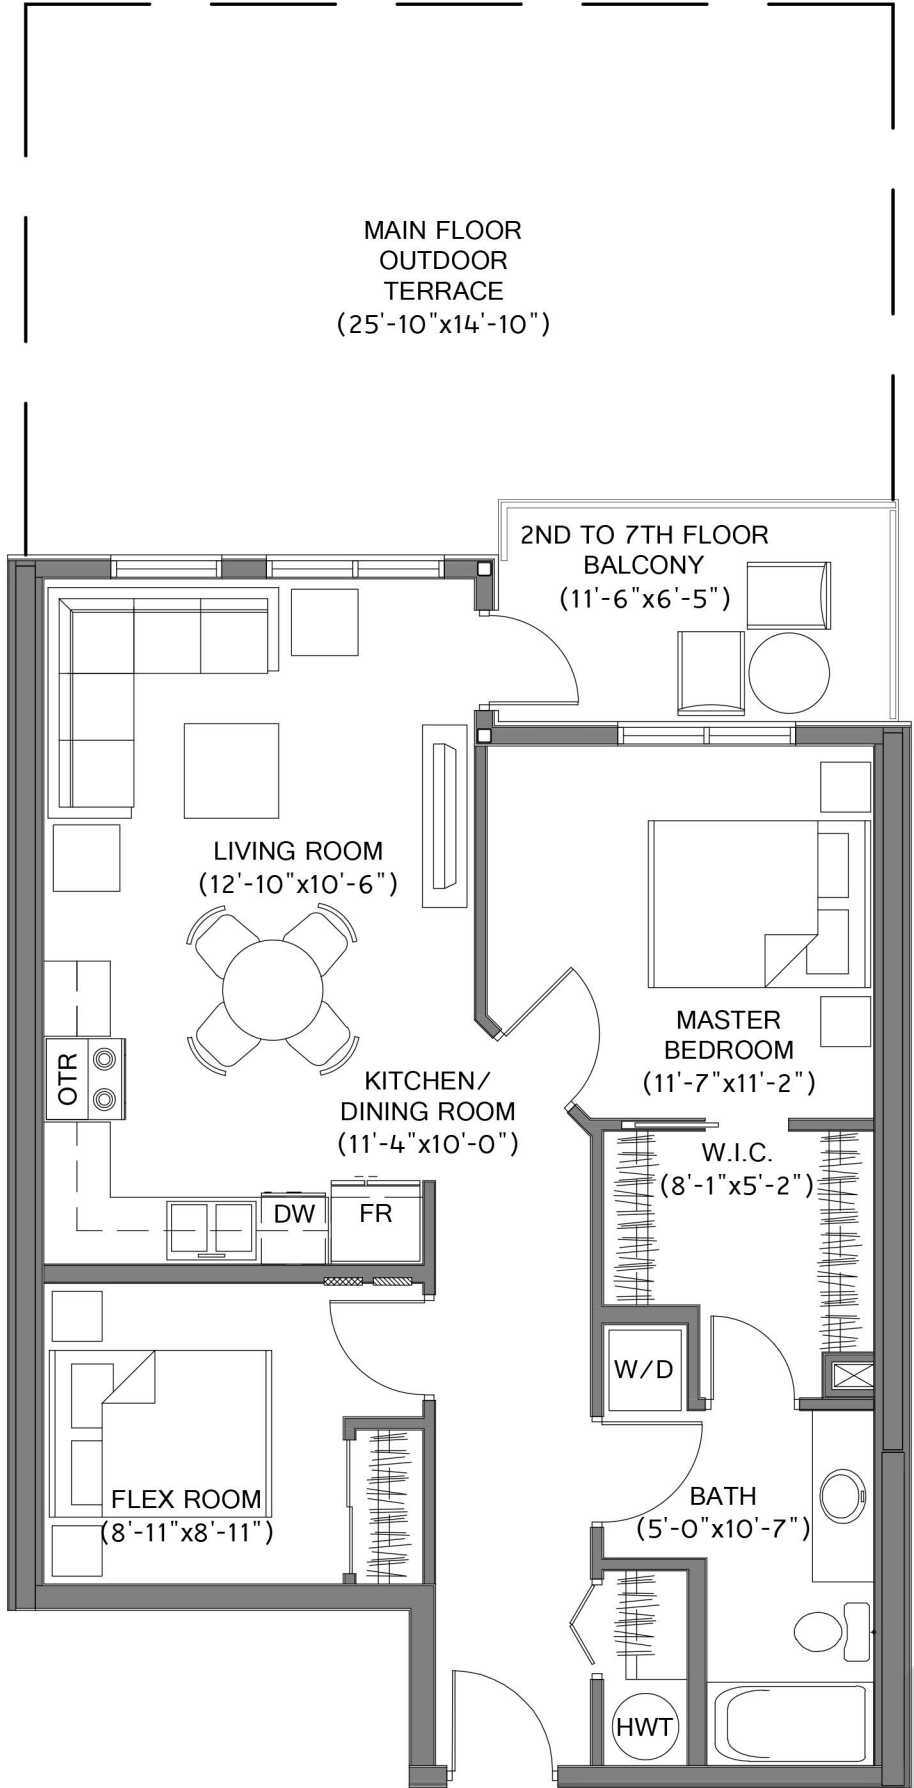 MAIN FLOOR
OUTDOOR
TERRACE
(25'-10"x14'-10")
2ND TO 7TH FLOOR
BALCONY
(11'-6"x6'-5")
LIVING ROOM
(12'-10"x10'-6")
MASTER
BEDROOM
(11'-7"x11'-2")
OTR
KITCHEN/
DINING ROOM
(11'-4"x10'-0")
W.I.C.
(8'-1"x5'-2")
DW
FR
W/D
FLEX ROOM
(8'-11"x8'-11")
BATH
(5'-0"x10'-7")
HWT